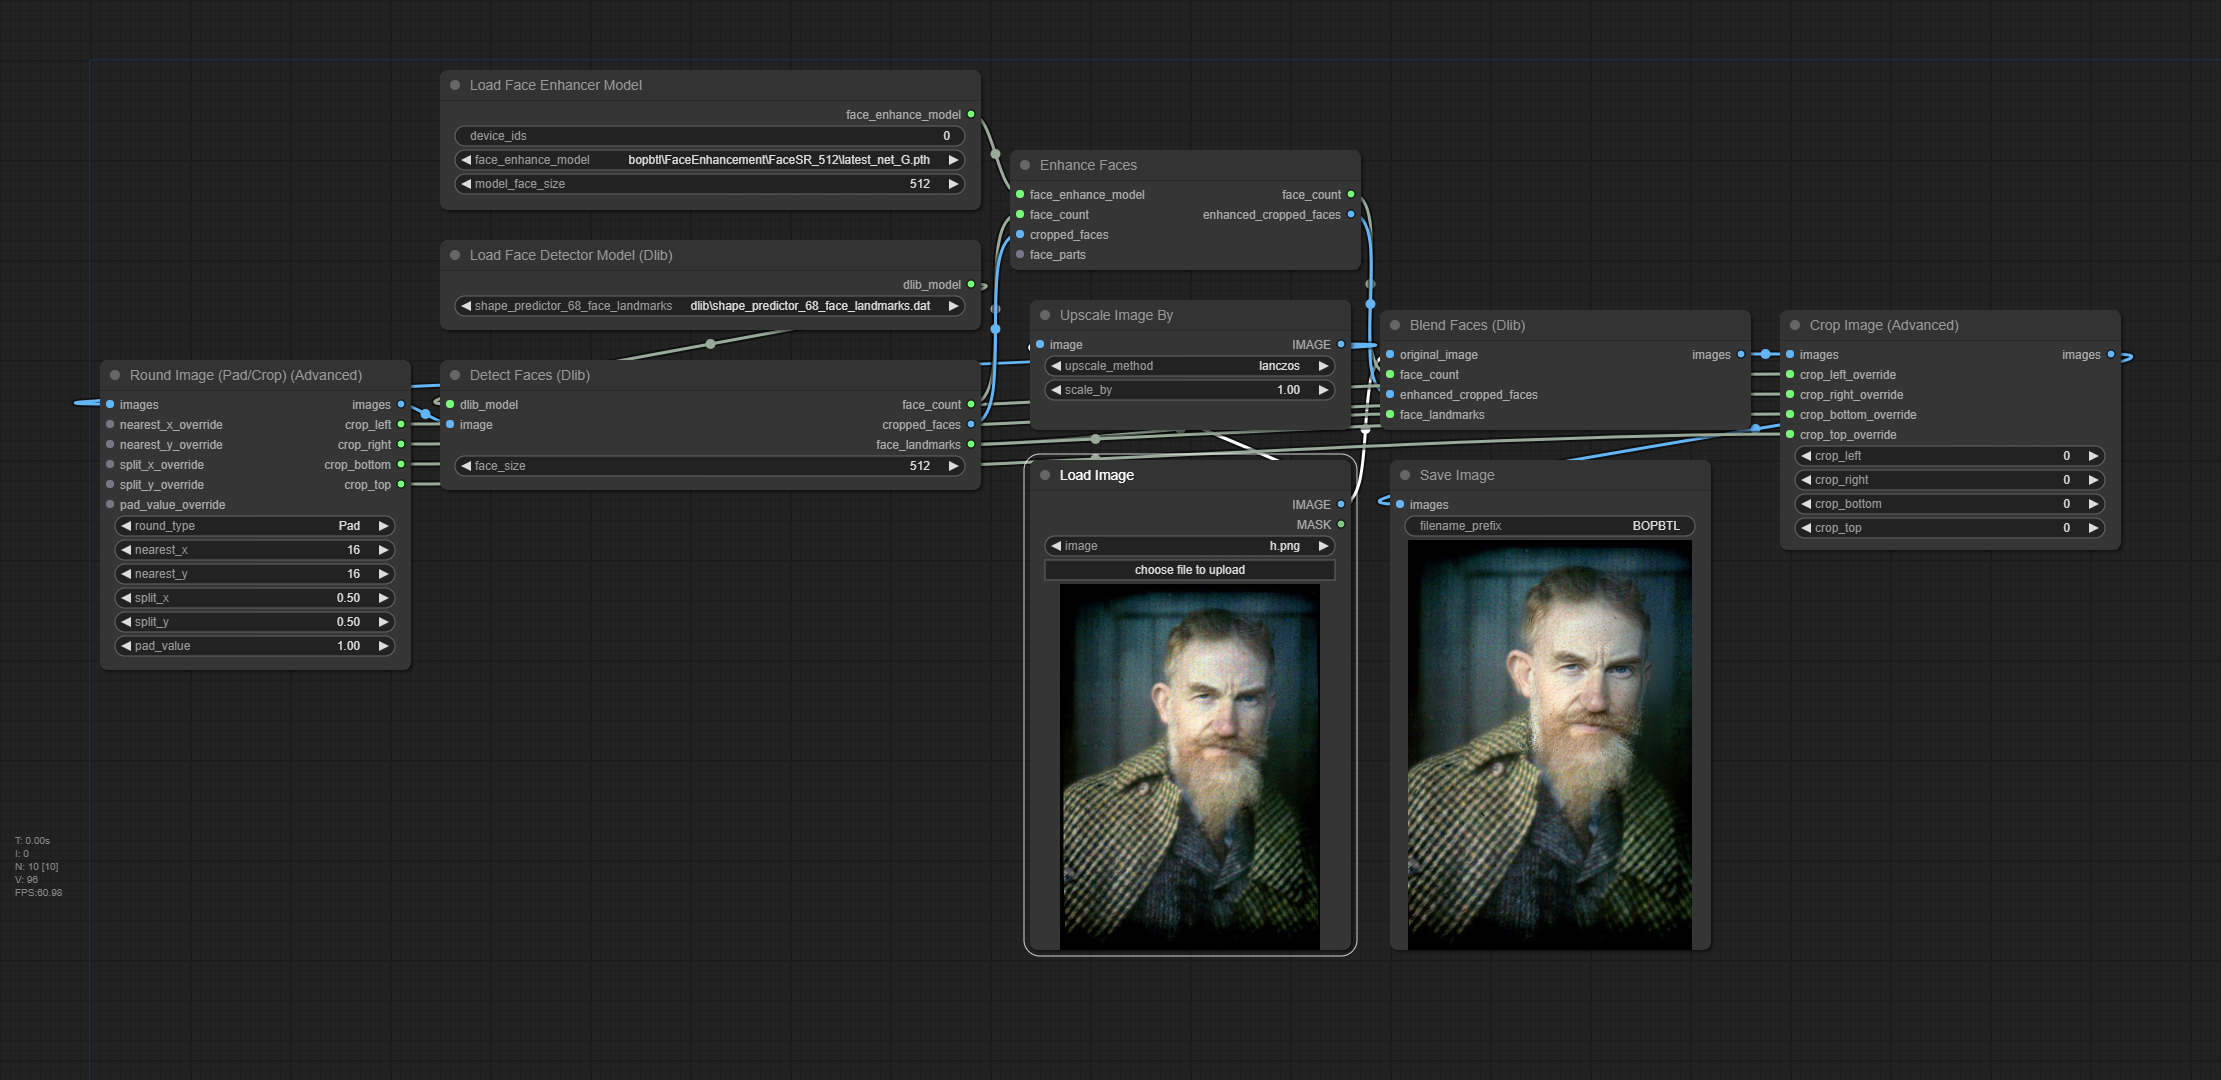 Load Face Enhancer Model
face_enhance_model
device_ids 0
face_enhance_model bopbtl\FaceEnhancement\FaceSR_512\latest_net_G.pth
model_face_size 512
Load Face Detector Model (Dlib)
dlib_model
shape_predictor_68_face_landmarks dlib\shape_predictor_68_face_landmarks.dat
Round Image (Pad/Crop) (Advanced)
images images
nearest_x_override crop_left
nearest_y_override crop_right
split_x_override crop_bottom
split_y_override crop_top
pad_value_override
round_type Pad
nearest_x 16
nearest_y 16
split_x 0.50
split_y 0.50
pad_value 1.00
Detect Faces (Dlib)
dlib_model face_count
image cropped_faces
face_landmarks
face_size 512
Enhance Faces
face_enhance_model face_count
face_count enhanced_cropped_faces
cropped_faces
face_parts
Upscale Image By
image IMAGE
upscale_method lanczos
scale_by 1.00
Load Image
IMAGE
MASK
image h.png
choose file to upload
Blend Faces (Dlib)
original_image images
face_count
enhanced_cropped_faces
face_landmarks
Save Image
images
filename_prefix BOPBTL
Crop Image (Advanced)
images images
crop_left_override
crop_right_override
crop_bottom_override
crop_top_override
crop_left 0
crop_right 0
crop_bottom 0
crop_top 0
T: 0.00s
I: 0
N: 10 [10]
V: 96
FPS:60.98